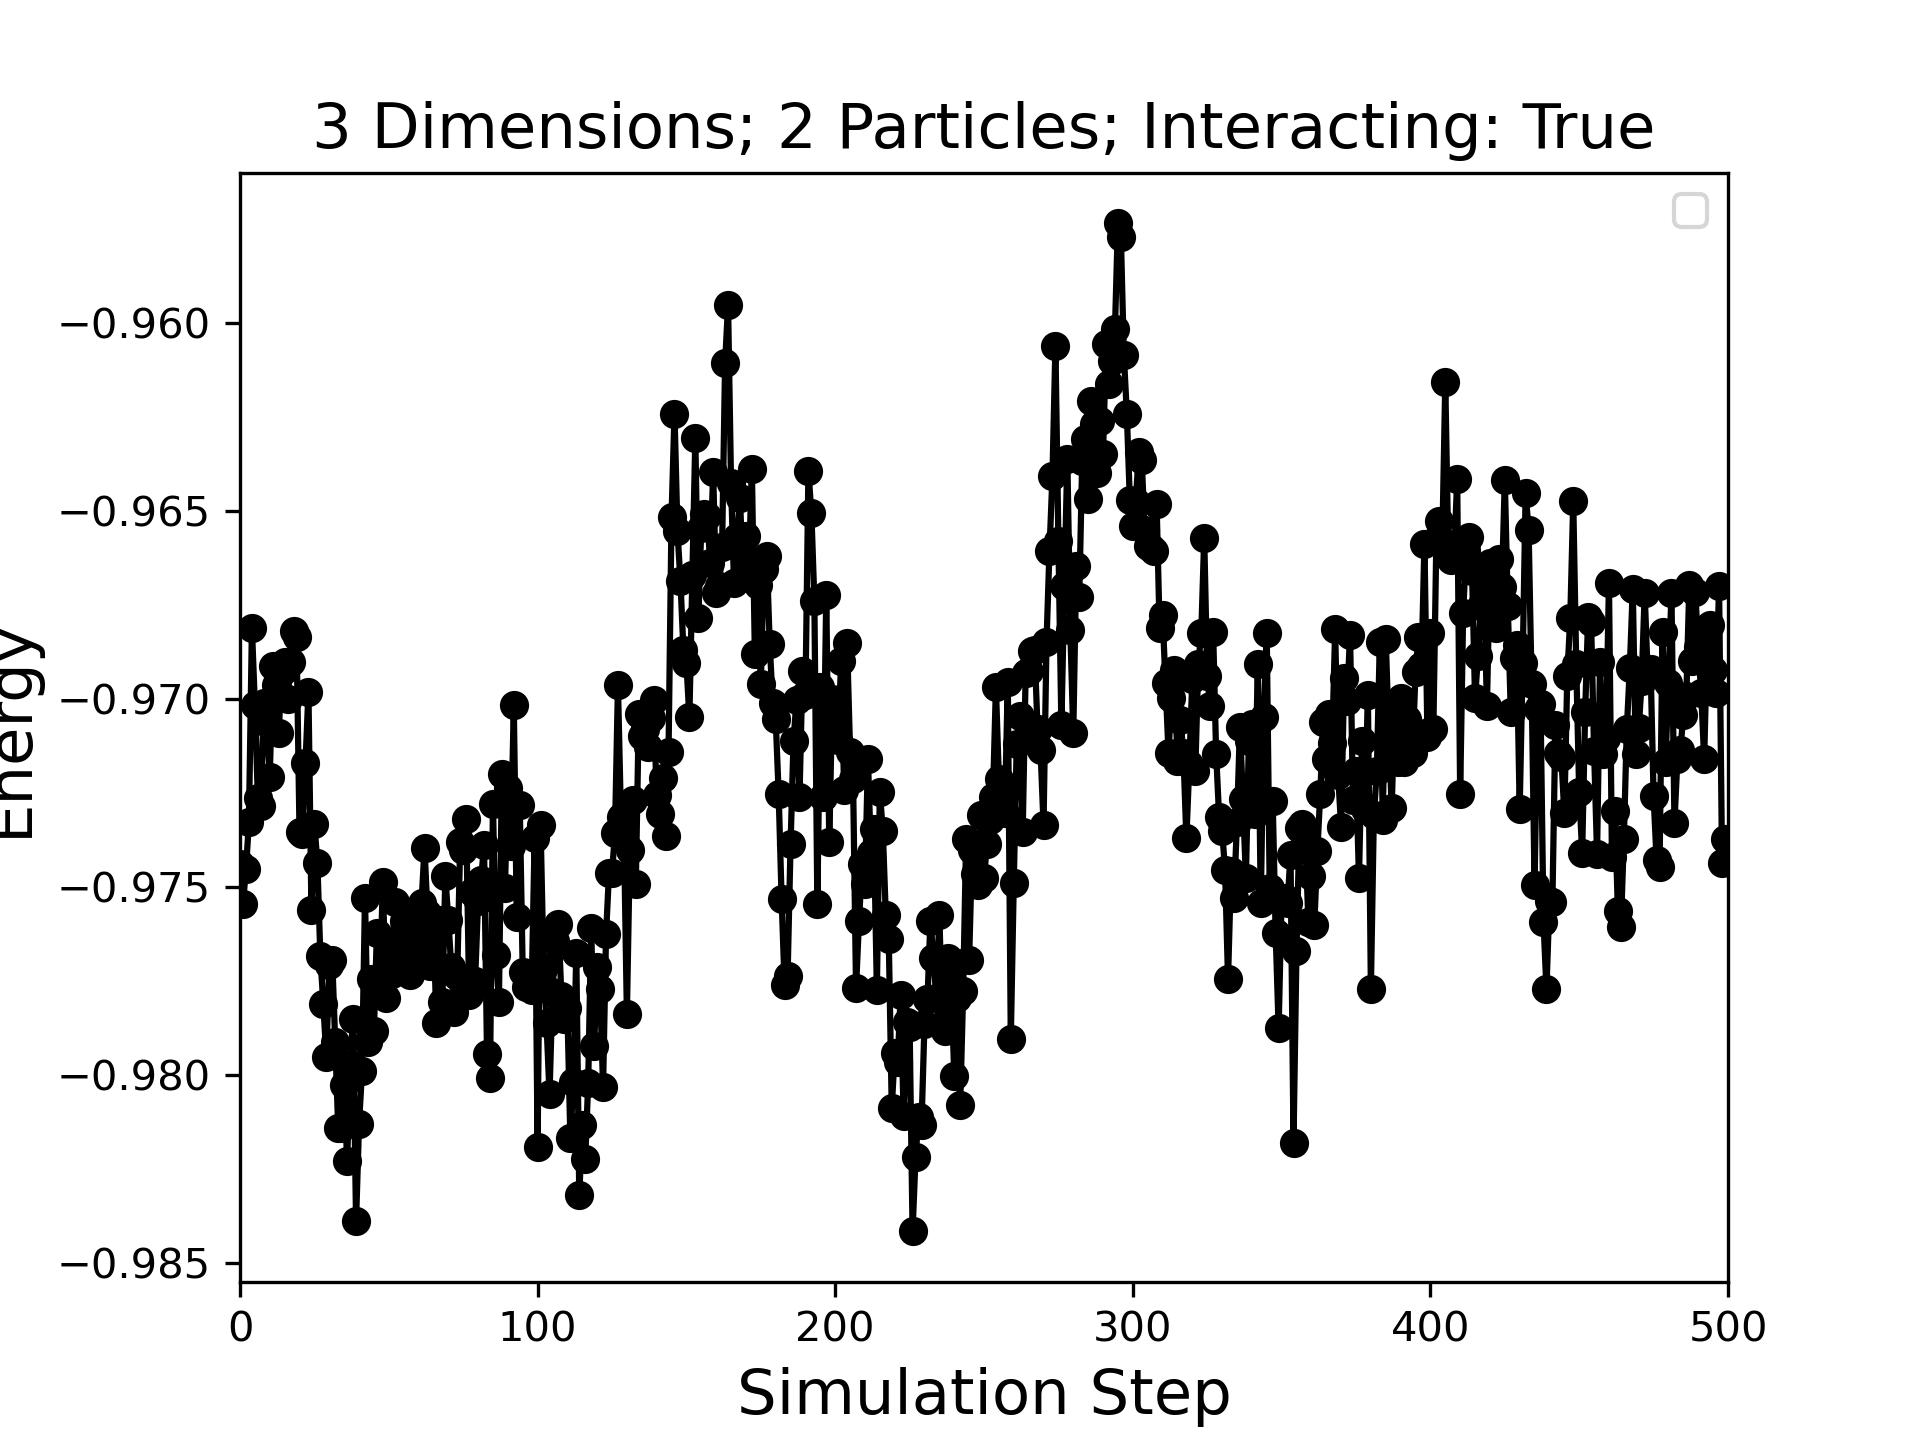 3 Dimensions; 2 Particles; Interacting: True
Energy
−0.960
−0.965
−0.970
−0.975
−0.980
−0.985
0 100 200 300 400 500
Simulation Step